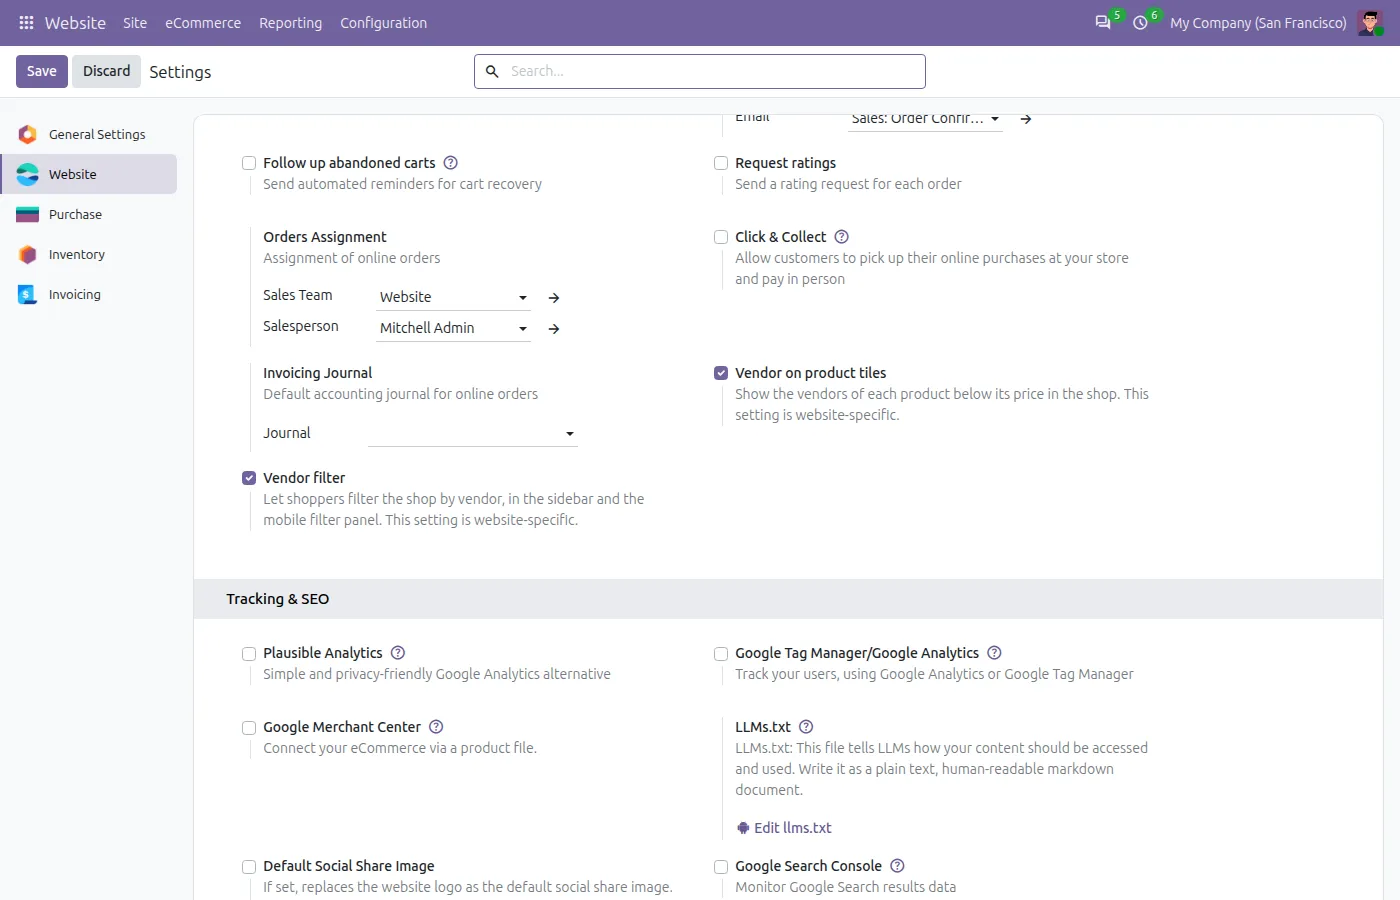 Website Site eCommerce Reporting Configuration 5 6 My Company (San Francisco)
Save Discard Settings Search...
General Settings
Website
Purchase
Inventory
Invoicing
Email Sales: Order Confir...
Follow up abandoned carts
Send automated reminders for cart recovery
Request ratings
Send a rating request for each order
Orders Assignment
Assignment of online orders
Sales Team Website
Salesperson Mitchell Admin
Click & Collect
Allow customers to pick up their online purchases at your store
and pay in person
Invoicing Journal
Default accounting journal for online orders
Journal
Vendor on product tiles
Show the vendors of each product below its price in the shop. This
setting is website-specific.
Vendor filter
Let shoppers filter the shop by vendor, in the sidebar and the
mobile filter panel. This setting is website-specific.
Tracking & SEO
Plausible Analytics
Simple and privacy-friendly Google Analytics alternative
Google Tag Manager/Google Analytics
Track your users, using Google Analytics or Google Tag Manager
Google Merchant Center
Connect your eCommerce via a product file.
LLMs.txt
LLMs.txt: This file tells LLMs how your content should be accessed
and used. Write it as a plain text, human-readable markdown
document.
Edit llms.txt
Default Social Share Image
If set, replaces the website logo as the default social share image.
Google Search Console
Monitor Google Search results data